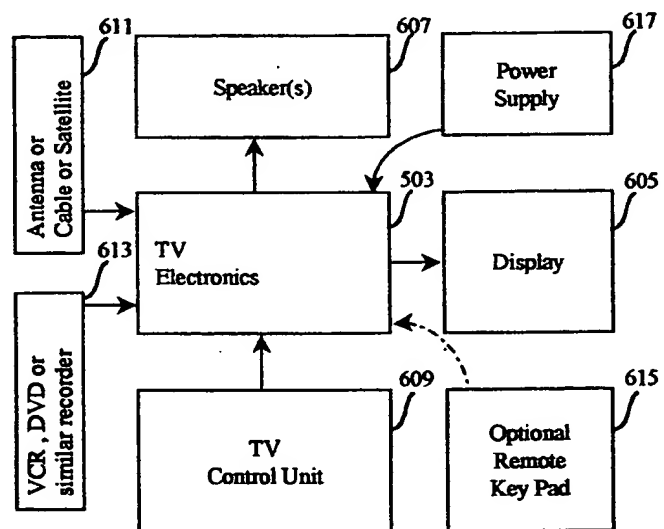 611
Antenna or
Cable or Satellite
607
Speaker(s)
617
Power
Supply
503
TV
Electronics
605
Display
613
VCR , DVD or
similar recorder
609
TV
Control Unit
615
Optional
Remote
Key Pad